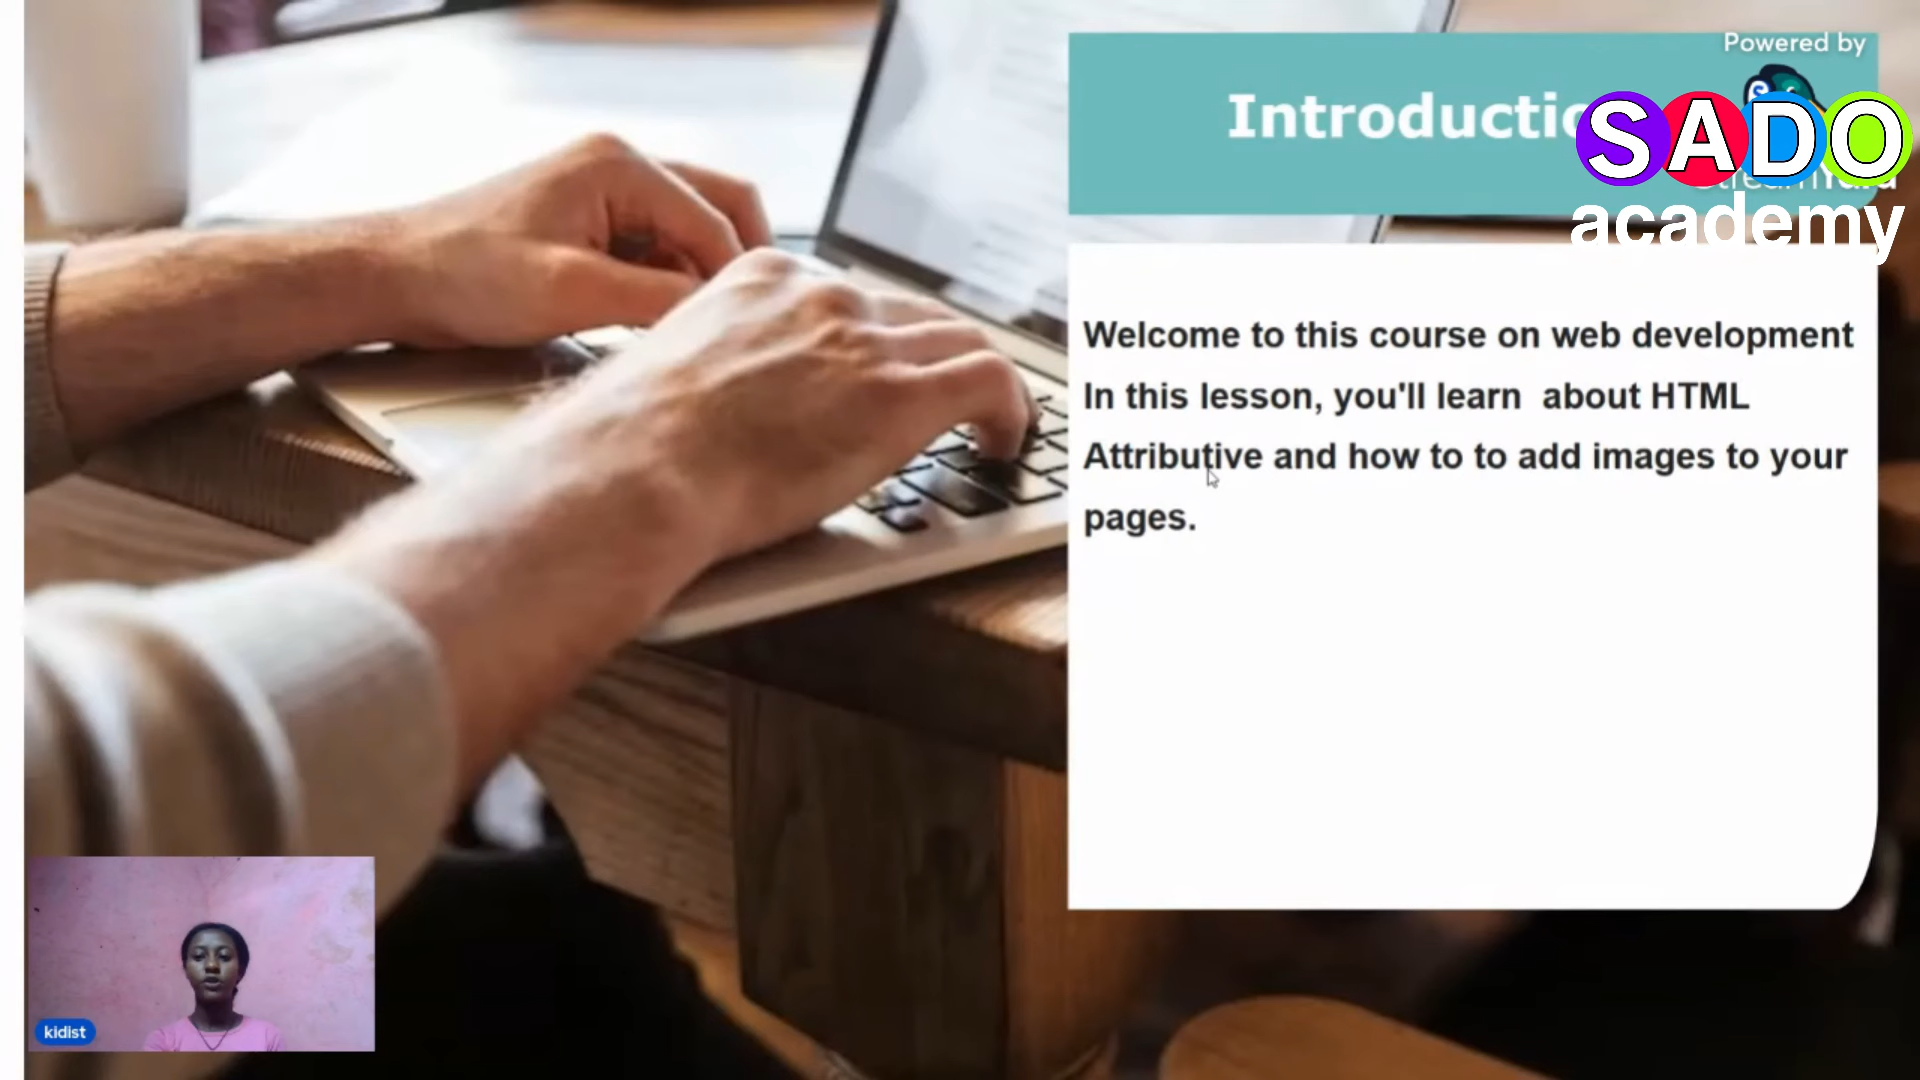 Powered by
Introductio
SADO
academy
Welcome to this course on web development
In this lesson, you'll learn  about HTML
Attributive and how to to add images to your
pages.
kidist